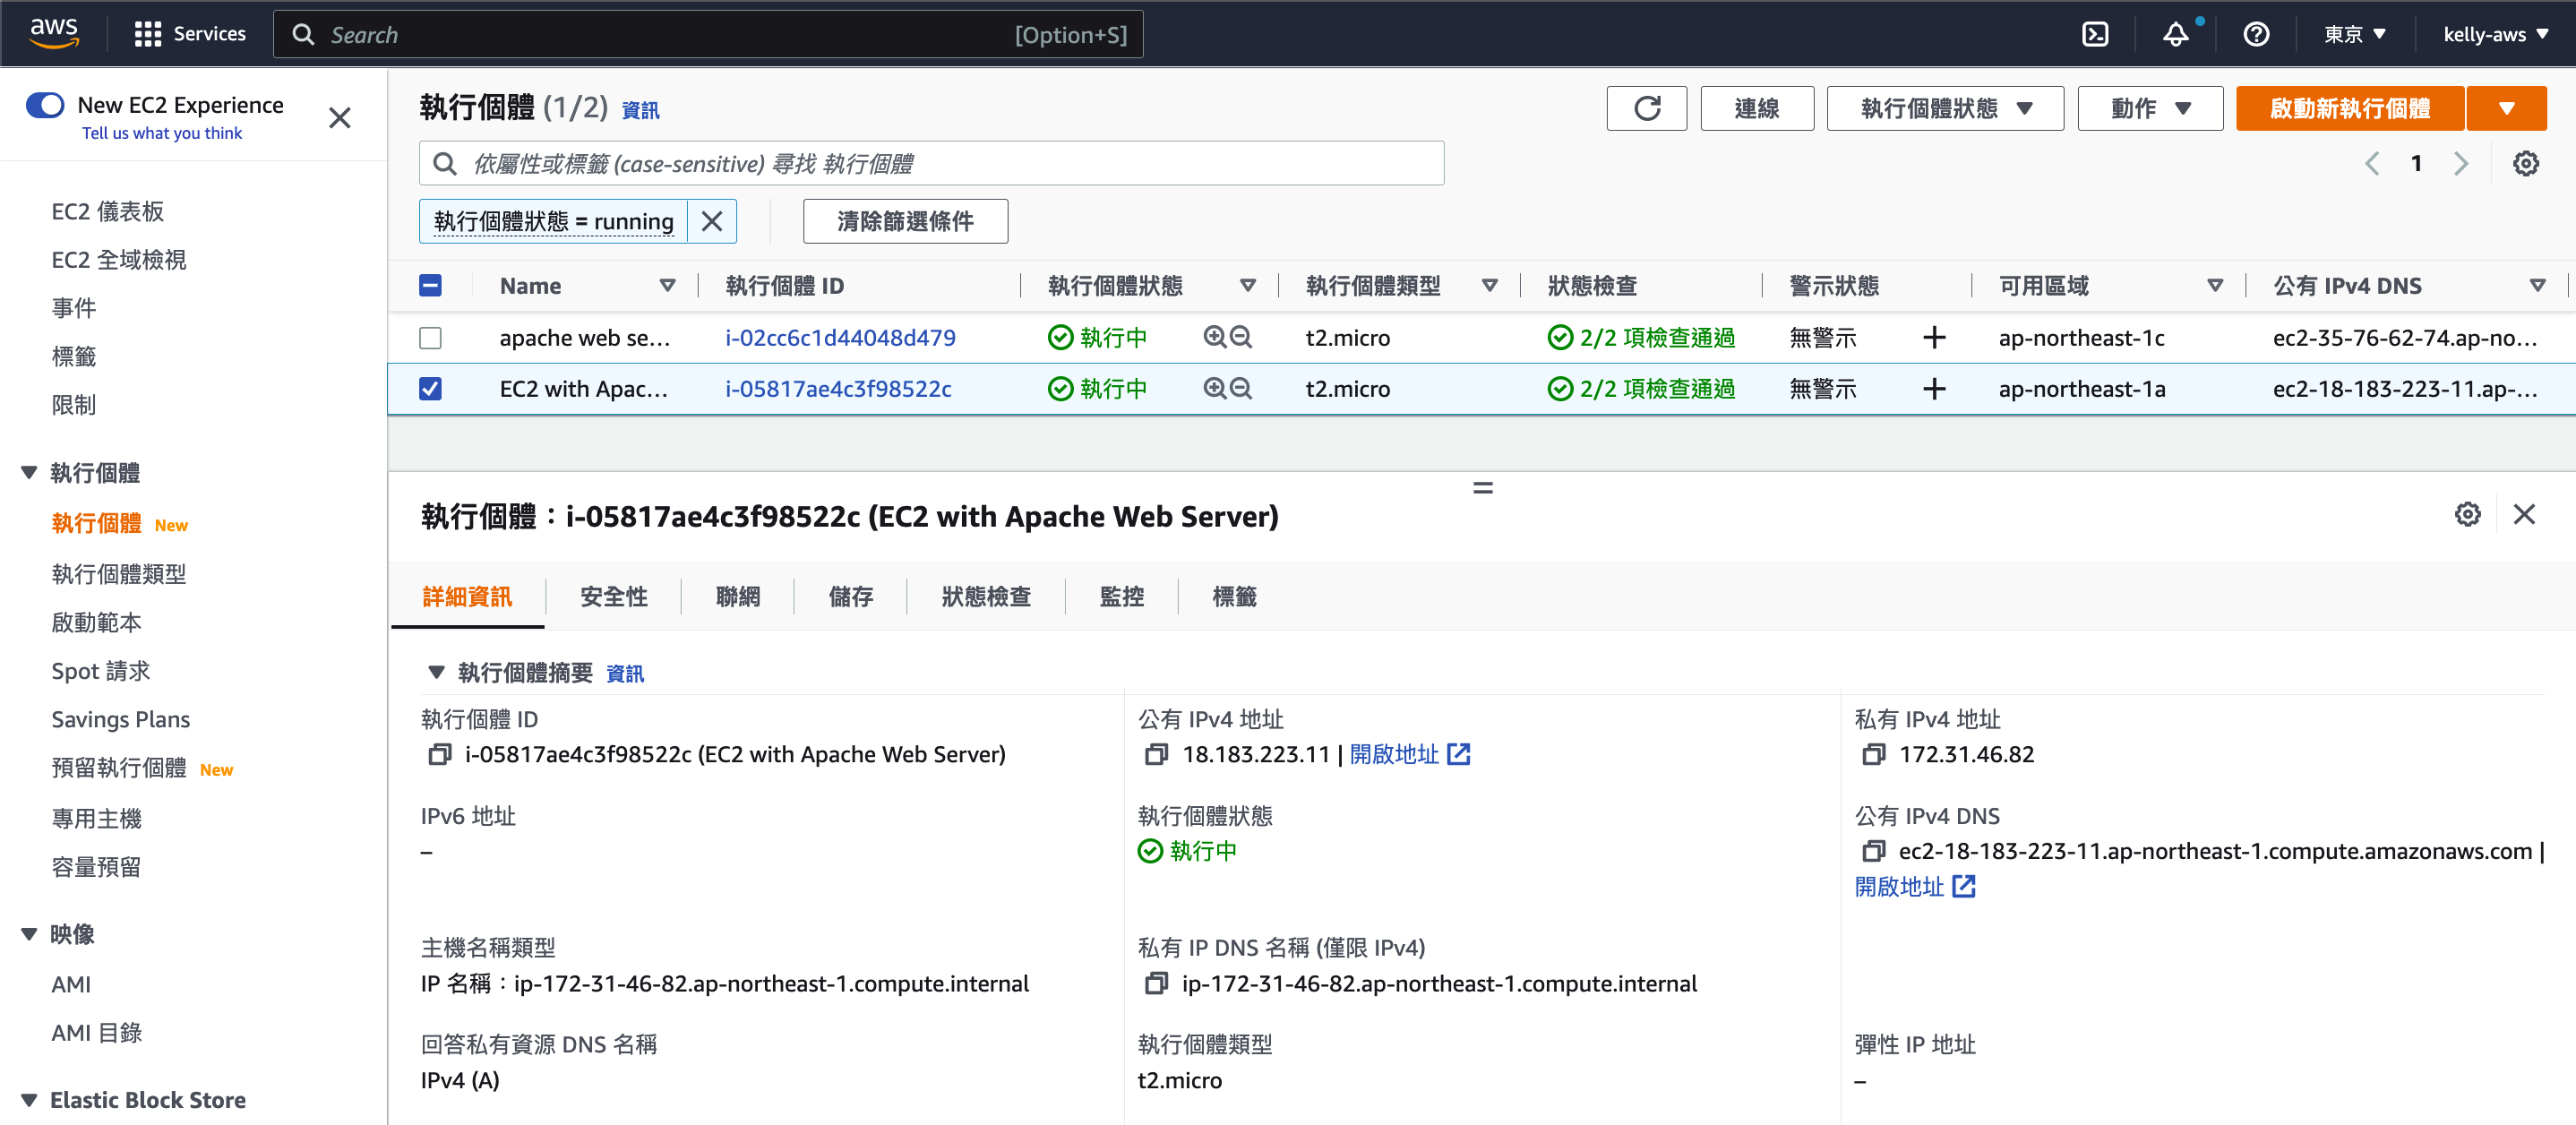 aws
Services
Search
[Option+S]
東京
kelly-aws
New EC2 Experience
Tell us what you think
EC2 儀表板
EC2 全域檢視
事件
標籤
限制
執行個體
執行個體 New
執行個體類型
啟動範本
Spot 請求
Savings Plans
預留執行個體 New
專用主機
容量預留
映像
AMI
AMI 目錄
Elastic Block Store
執行個體 (1/2) 資訊
連線
執行個體狀態
動作
啟動新執行個體
依屬性或標籤 (case-sensitive) 尋找 執行個體
1
執行個體狀態 = running
清除篩選條件
Name 執行個體 ID 執行個體狀態 執行個體類型 狀態檢查 警示狀態 可用區域 公有 IPv4 DNS
apache web se... i-02cc6c1d44048d479 執行中 t2.micro 2/2 項檢查通過 無警示 ap-northeast-1c ec2-35-76-62-74.ap-no...
EC2 with Apac... i-05817ae4c3f98522c 執行中 t2.micro 2/2 項檢查通過 無警示 ap-northeast-1a ec2-18-183-223-11.ap-...
執行個體：i-05817ae4c3f98522c (EC2 with Apache Web Server)
詳細資訊 安全性 聯網 儲存 狀態檢查 監控 標籤
執行個體摘要 資訊
執行個體 ID
i-05817ae4c3f98522c (EC2 with Apache Web Server)
公有 IPv4 地址
18.183.223.11 | 開啟地址
私有 IPv4 地址
172.31.46.82
IPv6 地址
–
執行個體狀態
執行中
公有 IPv4 DNS
ec2-18-183-223-11.ap-northeast-1.compute.amazonaws.com |
開啟地址
主機名稱類型
IP 名稱：ip-172-31-46-82.ap-northeast-1.compute.internal
私有 IP DNS 名稱 (僅限 IPv4)
ip-172-31-46-82.ap-northeast-1.compute.internal
回答私有資源 DNS 名稱
IPv4 (A)
執行個體類型
t2.micro
彈性 IP 地址
–